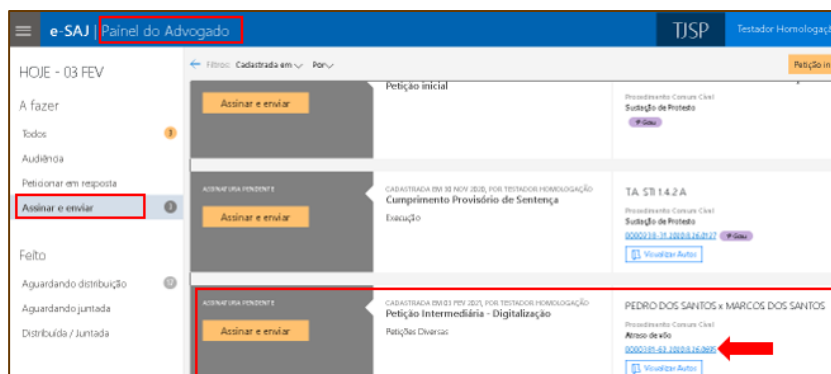 e-SAJ | Painel do Advogado
TJSP
Testador Homologaçã
HOJE - 03 FEV
A fazer
Todos
3
Audiência
Peticionar em resposta
Assinar e enviar
3
Feito
Aguardando distribuição
12
Aguardando juntada
Distribuída / Juntada
Filtros: Cadastrada em Por
Petição in
Assinar e enviar
Petição inicial
Procedimento Comum Cível
Sustação de Protesto
1º Grau
ASSINATURA PENDENTE
Assinar e enviar
CADASTRADA EM 30 NOV 2020, POR TESTADOR HOMOLOGAÇÃO
Cumprimento Provisório de Sentença
Execução
T.A. STI 1.4.2 A
Procedimento Comum Cível
Sustação de Protesto
1º Grau
Visualizar Autos
ASSINATURA PENDENTE
Assinar e enviar
CADASTRADA EM 03 FEV 2021, POR TESTADOR HOMOLOGAÇÃO
Petição Intermediária - Digitalização
Petições Diversas
PEDRO DOS SANTOS x MARCOS DOS SANTOS
Procedimento Comum Cível
Atraso de vôo
Visualizar Autos